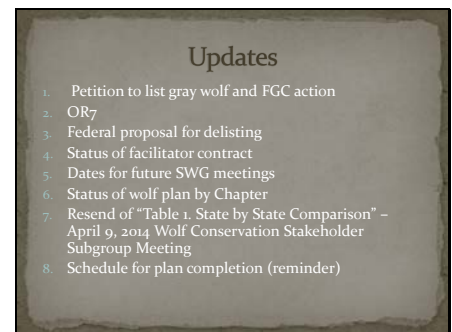 Updates
1. Petition to list gray wolf and FGC action
2. OR7
3. Federal proposal for delisting
4. Status of facilitator contract
5. Dates for future SWG meetings
6. Status of wolf plan by Chapter
7. Resend of “Table 1. State by State Comparison” –
April 9, 2014 Wolf Conservation Stakeholder
Subgroup Meeting
8. Schedule for plan completion (reminder)